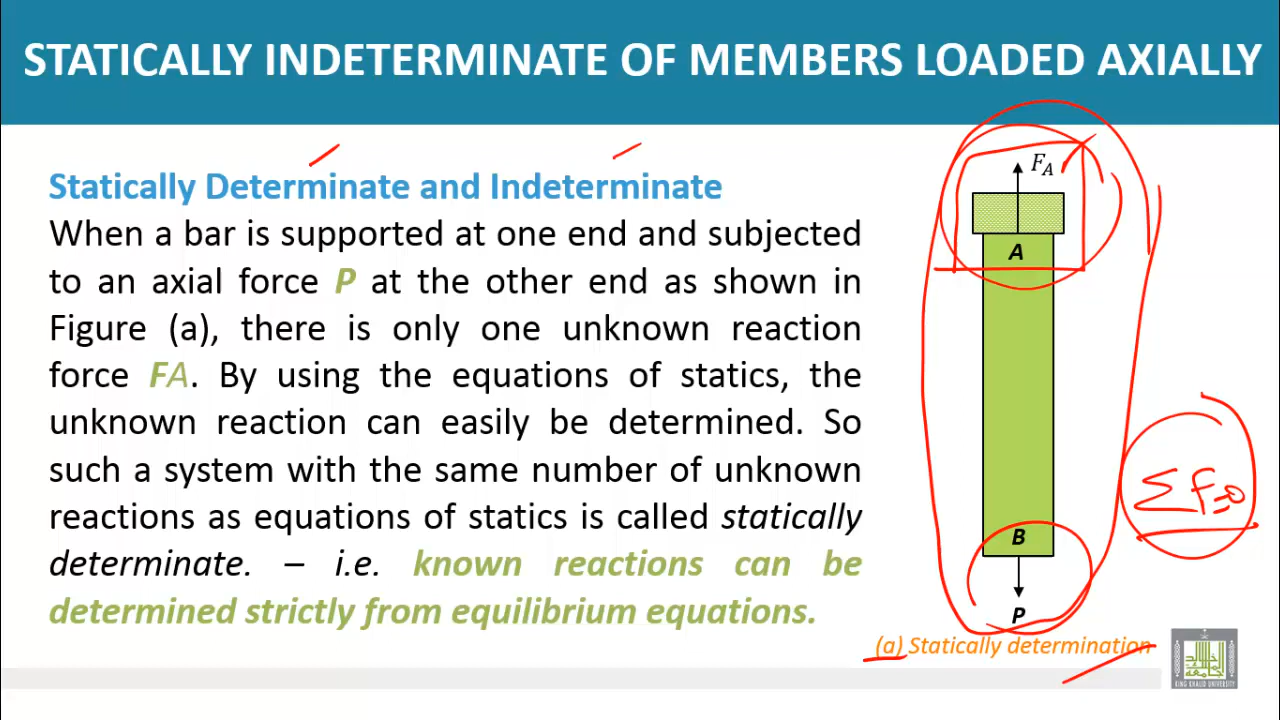 STATICALLY INDETERMINATE OF MEMBERS LOADED AXIALLY
Statically Determinate and Indeterminate
When a bar is supported at one end and subjected
to an axial force P at the other end as shown in
Figure (a), there is only one unknown reaction
force FA. By using the equations of statics, the
unknown reaction can easily be determined. So
such a system with the same number of unknown
reactions as equations of statics is called statically
determinate. – i.e. known reactions can be
determined strictly from equilibrium equations.
F_A
A
B
P
ΣF=0
(a) Statically determination
KING KHALID UNIVERSITY